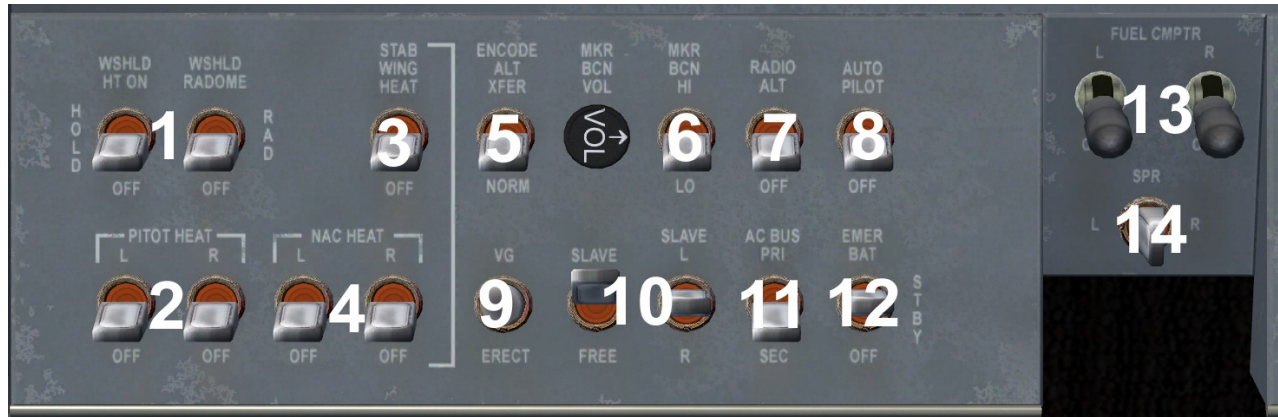 WSHLD
HT ON
WSHLD
RADOME
STAB
WING
HEAT
ENCODE
ALT
XFER
MKR
BCN
VOL
MKR
BCN
HI
RADIO
ALT
AUTO
PILOT
FUEL CMPTR
L R
HOLD
1
RAD
3
5
VOL
6
7
8
13
OFF
OFF
OFF
NORM
LO
OFF
OFF
SPR
L
14
R
PITOT HEAT
L R
NAC HEAT
L R
VG
SLAVE
SLAVE
L
AC BUS
PRI
EMER
BAT
2
4
9
10
11
12
STBY
OFF
OFF
OFF
OFF
ERECT
FREE
R
SEC
OFF